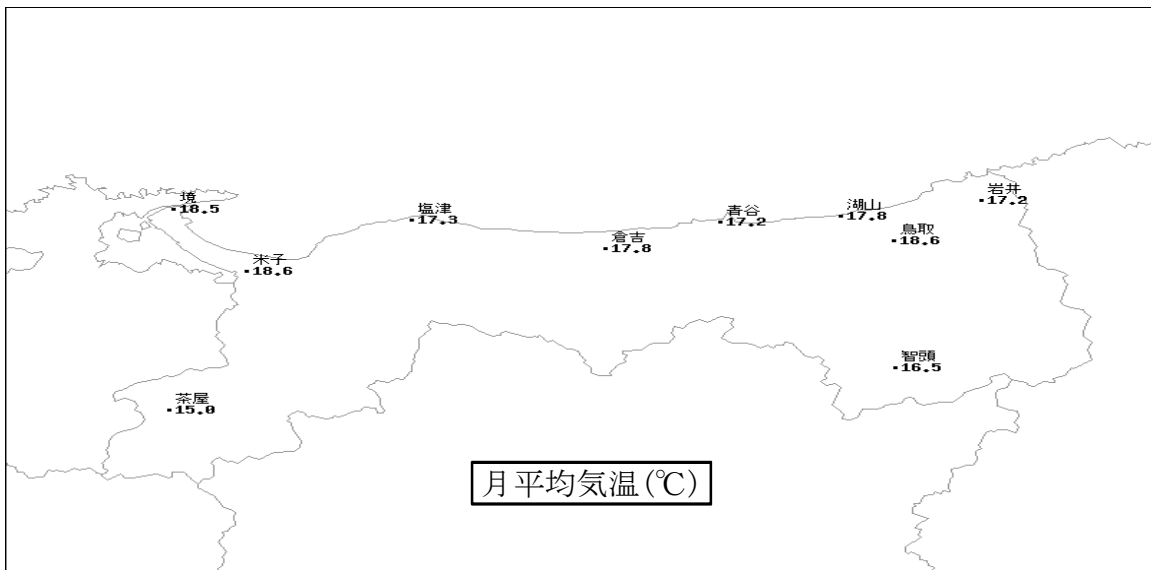 境
・18.5
米子
・18.6
塩津
・17.3
倉吉
・17.8
青谷
・17.2
湖山
・17.8
鳥取
・18.6
岩井
・17.2
智頭
・16.5
茶屋
・15.0
月平均気温(℃)